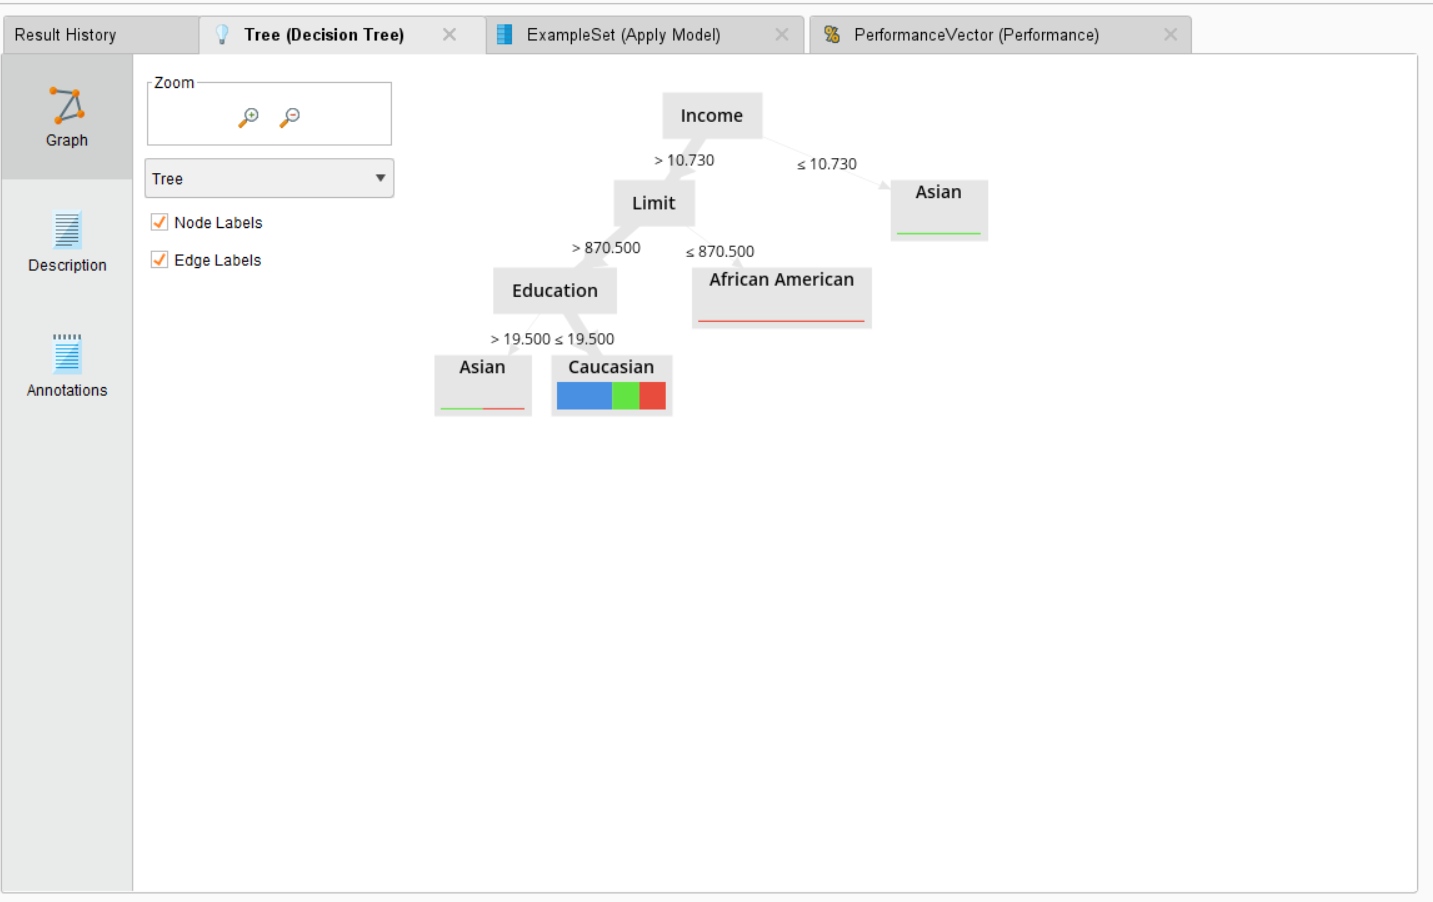 Result History
Tree (Decision Tree)
ExampleSet (Apply Model)
PerformanceVector (Performance)
Graph
Description
Annotations
Zoom
Tree
Node Labels
Edge Labels
Income
> 10.730
≤ 10.730
Limit
Asian
> 870.500
≤ 870.500
Education
African American
> 19.500
≤ 19.500
Asian
Caucasian